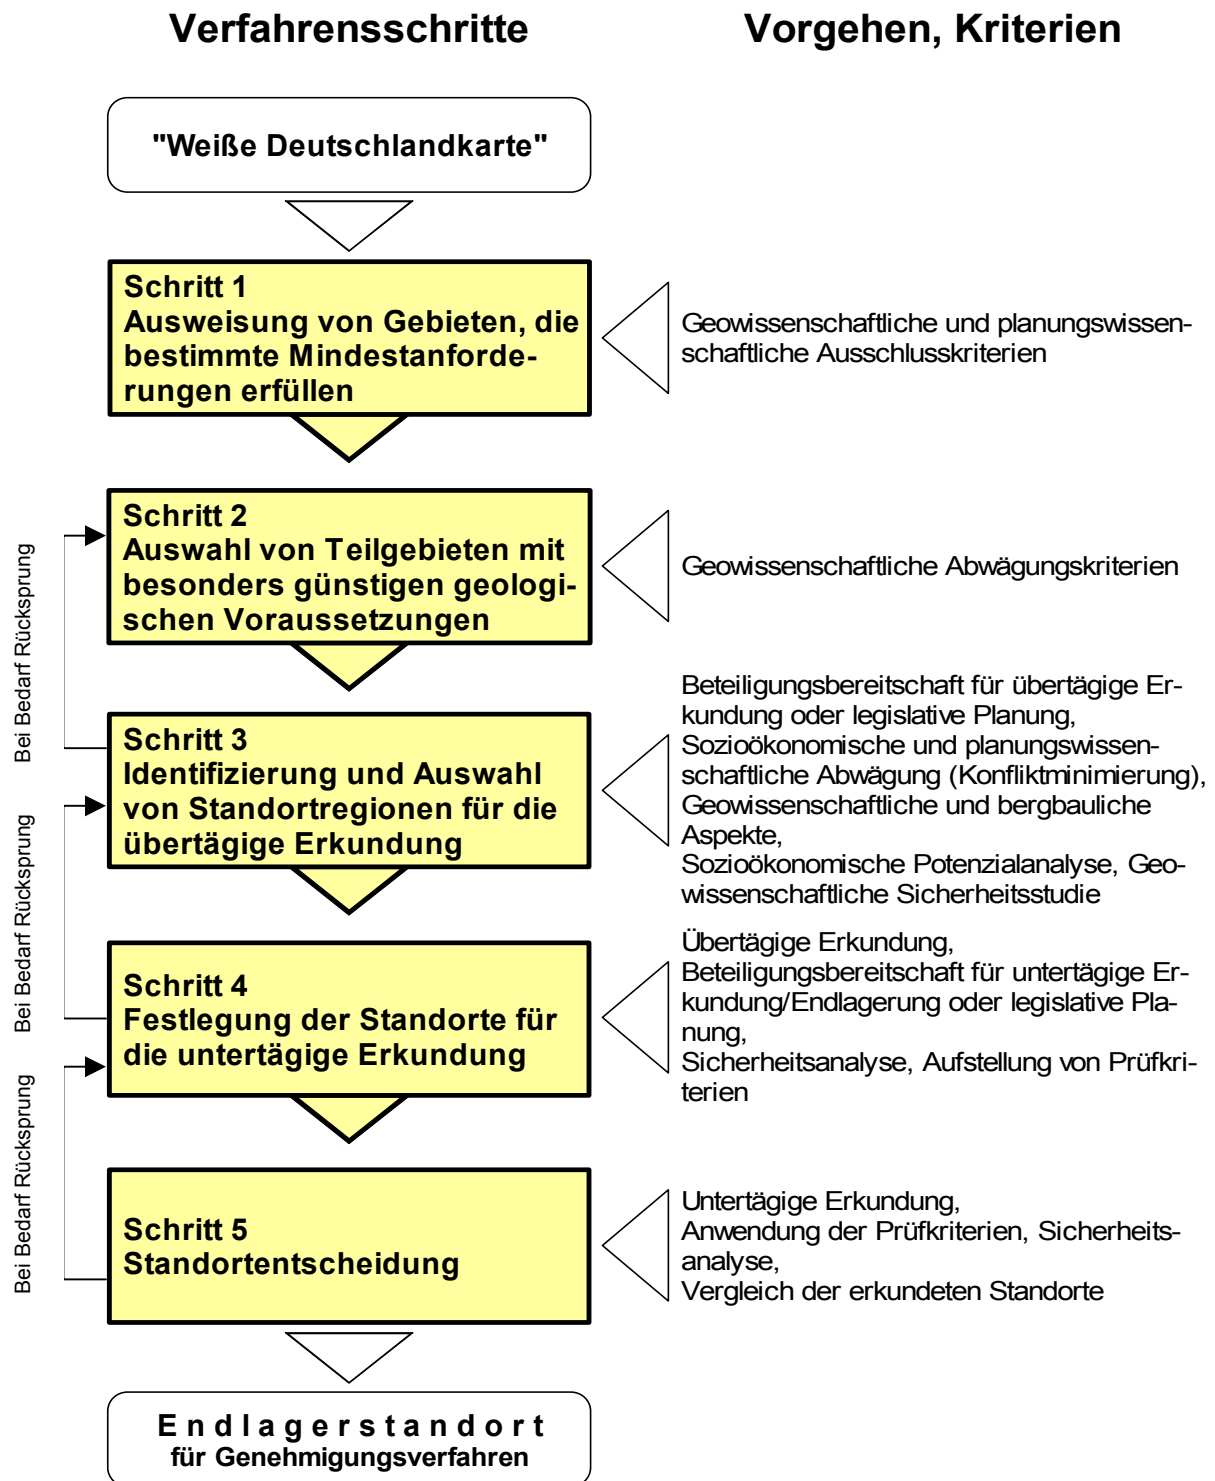 Verfahrensschritte
Vorgehen, Kriterien
"Weiße Deutschlandkarte"
Schritt 1
Ausweisung von Gebieten, die
bestimmte Mindestanforde-
rungen erfüllen
Geowissenschaftliche und planungswissen-
schaftliche Ausschlusskriterien
Schritt 2
Auswahl von Teilgebieten mit
besonders günstigen geologi-
schen Voraussetzungen
Geowissenschaftliche Abwägungskriterien
Bei Bedarf Rücksprung
Schritt 3
Identifizierung und Auswahl
von Standortregionen für die
übertägige Erkundung
Beteiligungsbereitschaft für übertägige Er-
kundung oder legislative Planung,
Sozioökonomische und planungswissen-
schaftliche Abwägung (Konfliktminimierung),
Geowissenschaftliche und bergbauliche
Aspekte,
Sozioökonomische Potenzialanalyse, Geo-
wissenschaftliche Sicherheitsstudie
Bei Bedarf Rücksprung
Schritt 4
Festlegung der Standorte für
die untertägige Erkundung
Übertägige Erkundung,
Beteiligungsbereitschaft für untertägige Er-
kundung/Endlagerung oder legislative Pla-
nung,
Sicherheitsanalyse, Aufstellung von Prüfkri-
terien
Bei Bedarf Rücksprung
Schritt 5
Standortentscheidung
Untertägige Erkundung,
Anwendung der Prüfkriterien, Sicherheits-
analyse,
Vergleich der erkundeten Standorte
Endlagerstandort
für Genehmigungsverfahren